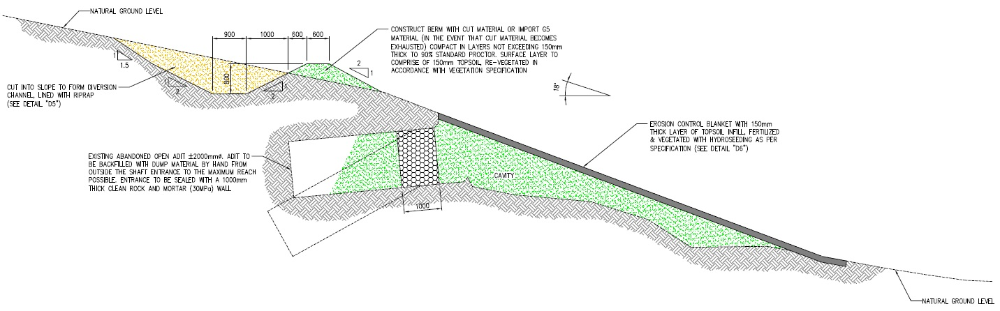 NATURAL GROUND LEVEL
900
1000
600
600
CONSTRUCT BERM WITH CUT MATERIAL OR IMPORT G5
MATERIAL (IN THE EVENT THAT CUT MATERIAL BECOMES
EXHAUSTED) COMPACT IN LAYERS NOT EXCEEDING 150mm
THICK TO 90% STANDARD PROCTOR. SURFACE LAYER TO
COMPRISE OF 150mm TOPSOIL, RE-VEGETATED IN
ACCORDANCE WITH VEGETATION SPECIFICATION
1
1.5
2
1
800
1
2
1
2
18°
CUT INTO SLOPE TO FORM DIVERSION
CHANNEL, LINED WITH RIPRAP
(SEE DETAIL "D5")
EROSION CONTROL BLANKET WITH 150mm
THICK LAYER OF TOPSOIL INFILL, FERTILIZED
& VEGETATED WITH HYDROSEEDING AS PER
SPECIFICATION (SEE DETAIL "D6")
EXISTING ABANDONED OPEN ADIT ±2000mmø. ADIT TO
BE BACKFILLED WITH DUMP MATERIAL BY HAND FROM
OUTSIDE THE SHAFT ENTRANCE TO THE MAXIMUM REACH
POSSIBLE. ENTRANCE TO BE SEALED WITH A 1000mm
THICK CLEAN ROCK AND MORTAR (30MPa) WALL
CAVITY
1000
NATURAL GROUND LEVEL